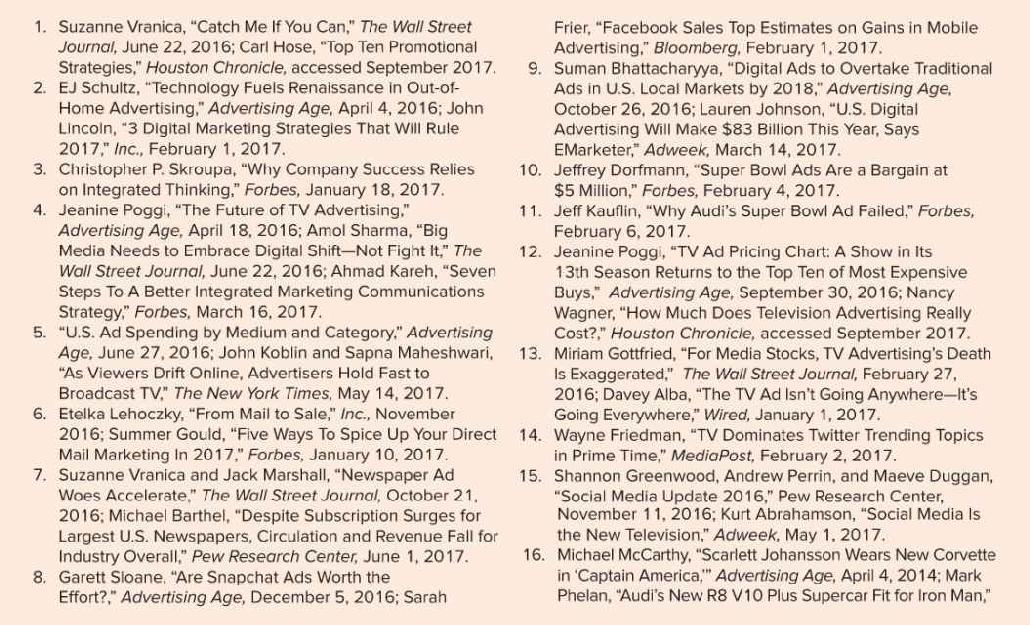 1. Suzanne Vranica, “Catch Me If You Can,” The Wall Street
Journal, June 22, 2016; Carl Hose, “Top Ten Promotional
Strategies,” Houston Chronicle, accessed September 2017.
2. EJ Schultz, “Technology Fuels Renaissance in Out-of-
Home Advertising,” Advertising Age, April 4, 2016; John
Lincoln, “3 Digital Marketing Strategies That Will Rule
2017,” Inc., February 1, 2017.
3. Christopher P. Skroupa, “Why Company Success Relies
on Integrated Thinking,” Forbes, January 18, 2017.
4. Jeanine Poggi, “The Future of TV Advertising,”
Advertising Age, April 18, 2016; Amol Sharma, “Big
Media Needs to Embrace Digital Shift—Not Fight It,” The
Wall Street Journal, June 22, 2016; Ahmad Kareh, “Seven
Steps To A Better Integrated Marketing Communications
Strategy,” Forbes, March 16, 2017.
5. “U.S. Ad Spending by Medium and Category,” Advertising
Age, June 27, 2016; John Koblin and Sapna Maheshwari,
“As Viewers Drift Online, Advertisers Hold Fast to
Broadcast TV,” The New York Times, May 14, 2017.
6. Etelka Lehoczky, “From Mail to Sale,” Inc., November
2016; Summer Gould, “Five Ways To Spice Up Your Direct
Mail Marketing In 2017,” Forbes, January 10, 2017.
7. Suzanne Vranica and Jack Marshall, “Newspaper Ad
Woes Accelerate,” The Wall Street Journal, October 21,
2016; Michael Barthel, “Despite Subscription Surges for
Largest U.S. Newspapers, Circulation and Revenue Fall for
Industry Overall,” Pew Research Center, June 1, 2017.
8. Garett Sloane. “Are Snapchat Ads Worth the
Effort?,” Advertising Age, December 5, 2016; Sarah
Frier, “Facebook Sales Top Estimates on Gains in Mobile
Advertising,” Bloomberg, February 1, 2017.
9. Suman Bhattacharyya, “Digital Ads to Overtake Traditional
Ads in U.S. Local Markets by 2018,” Advertising Age,
October 26, 2016; Lauren Johnson, “U.S. Digital
Advertising Will Make $83 Billion This Year, Says
EMarketer,” Adweek, March 14, 2017.
10. Jeffrey Dorfmann, “Super Bowl Ads Are a Bargain at
$5 Million,” Forbes, February 4, 2017.
11. Jeff Kauflin, “Why Audi’s Super Bowl Ad Failed,” Forbes,
February 6, 2017.
12. Jeanine Poggi, “TV Ad Pricing Chart: A Show in Its
13th Season Returns to the Top Ten of Most Expensive
Buys,” Advertising Age, September 30, 2016; Nancy
Wagner, “How Much Does Television Advertising Really
Cost?,” Houston Chronicle, accessed September 2017.
13. Miriam Gottfried, “For Media Stocks, TV Advertising’s Death
Is Exaggerated,” The Wall Street Journal, February 27,
2016; Davey Alba, “The TV Ad Isn’t Going Anywhere—It’s
Going Everywhere,” Wired, January 1, 2017.
14. Wayne Friedman, “TV Dominates Twitter Trending Topics
in Prime Time,” MediaPost, February 2, 2017.
15. Shannon Greenwood, Andrew Perrin, and Maeve Duggan,
“Social Media Update 2016,” Pew Research Center,
November 11, 2016; Kurt Abrahamson, “Social Media Is
the New Television,” Adweek, May 1, 2017.
16. Michael McCarthy, “Scarlett Johansson Wears New Corvette
in ‘Captain America,’” Advertising Age, April 4, 2014; Mark
Phelan, “Audi’s New R8 V10 Plus Supercar Fit for Iron Man,”